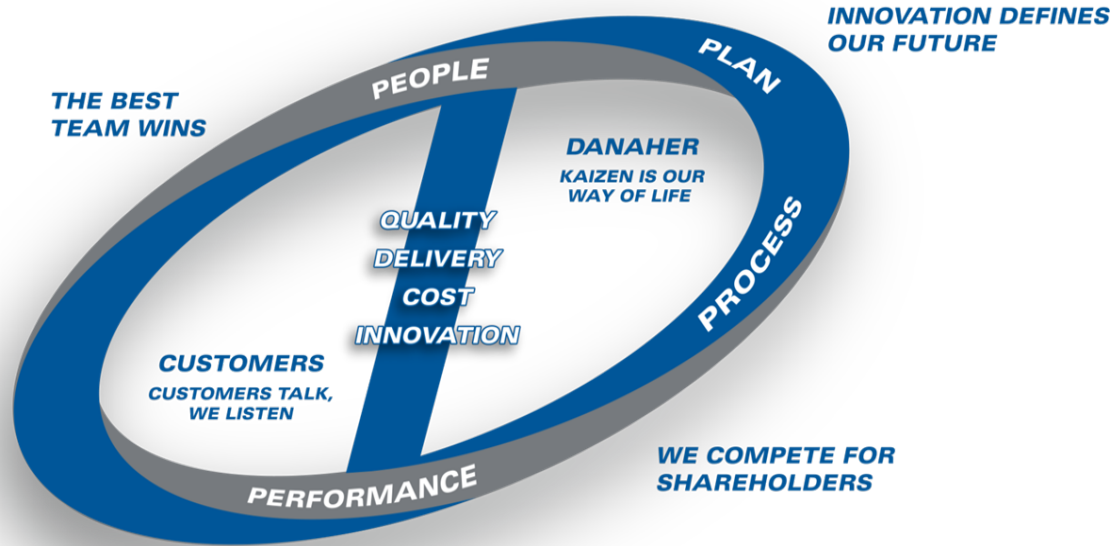 INNOVATION DEFINES
OUR FUTURE
PLAN
PEOPLE
THE BEST
TEAM WINS
DANAHER
KAIZEN IS OUR
WAY OF LIFE
QUALITY
DELIVERY
COST
INNOVATION
PROCESS
CUSTOMERS
CUSTOMERS TALK,
WE LISTEN
WE COMPETE FOR
SHAREHOLDERS
PERFORMANCE